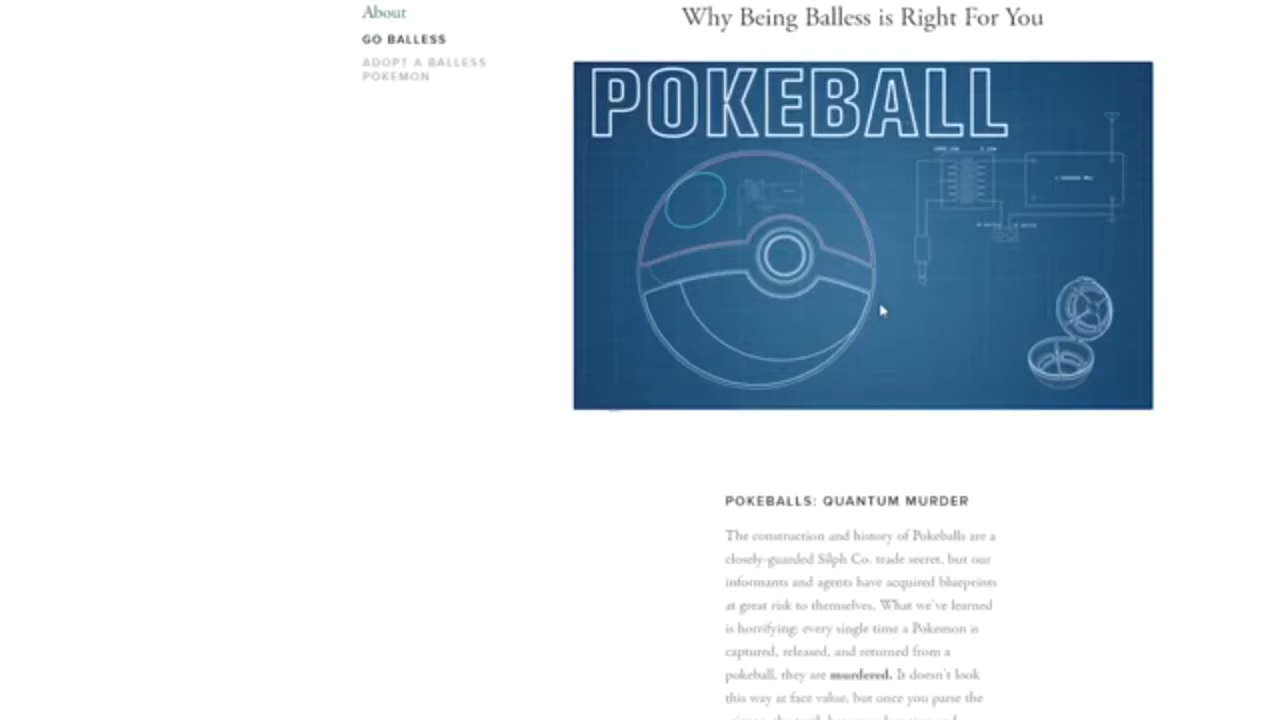 About
Why Being Balless is Right For You
GO BALLESS
ADOPT A BALLESS
POKEMON
POKEBALL
POKEBALLS: QUANTUM MURDER
The construction and history of Pokeballs are a
closely-guarded Silph Co. trade secret, but our
informants and agents have acquired blueprints
at great risk to themselves. What we've learned
is horrifying: every single time a Pokemon is
captured, released, and returned from a
pokeball, they are murdered. It doesn't look
this way at face value, but once you parse the